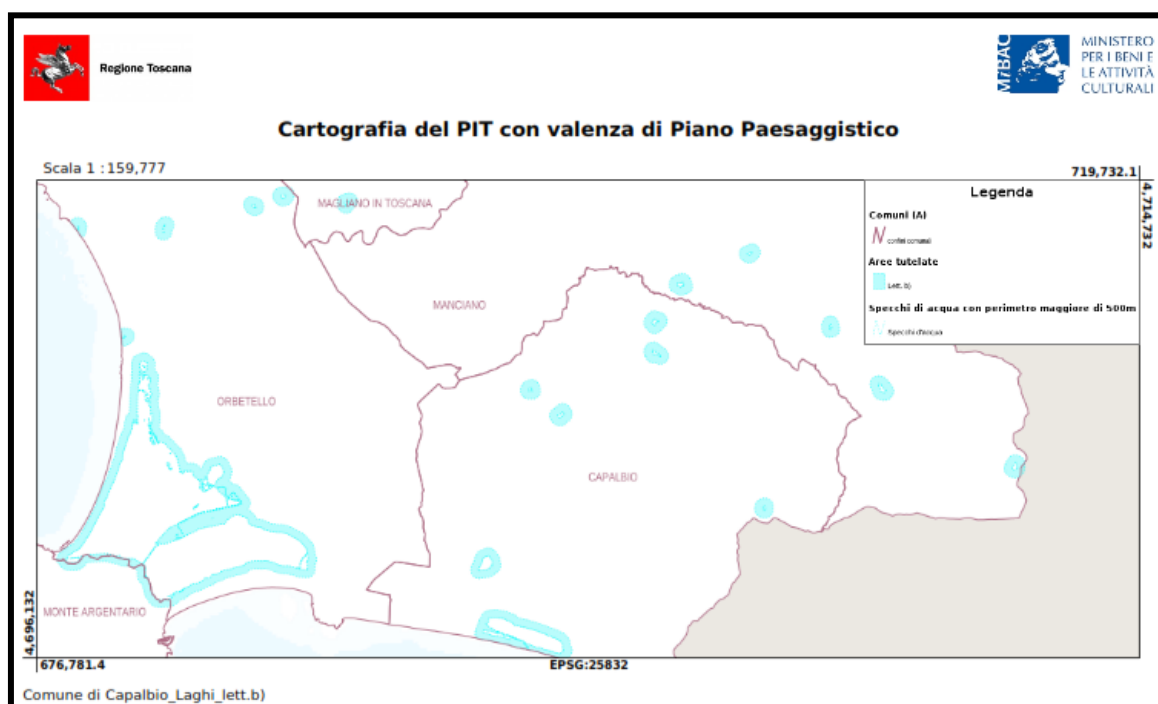 Regione Toscana
MiBAC
MINISTERO
PER I BENI E
LE ATTIVITÀ
CULTURALI
Cartografia del PIT con valenza di Piano Paesaggistico
Scala 1 : 159,777
719,732.1
4,714,732
Legenda
Comuni (A)
confini comunali
Aree tutelate
Lett. b)
Specchi di acqua con perimetro maggiore di 500m
Specchi d'acqua
MAGLIANO IN TOSCANA
MANCIANO
ORBETELLO
CAPALBIO
MONTE ARGENTARIO
4,696,132
676,781.4
EPSG:25832
Comune di Capalbio_Laghi_lett.b)